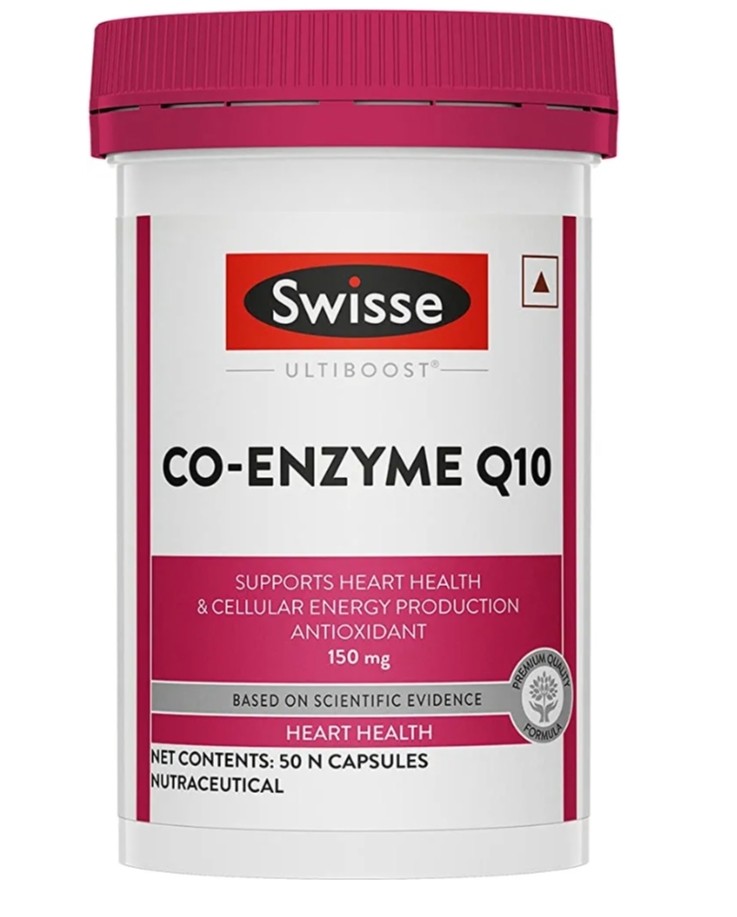 Swisse
ULTIBOOST®
CO-ENZYME Q10
SUPPORTS HEART HEALTH
& CELLULAR ENERGY PRODUCTION
ANTIOXIDANT
150 mg
PREMIUM QUALITY
FORMULA
BASED ON SCIENTIFIC EVIDENCE
HEART HEALTH
NET CONTENTS: 50 N CAPSULES
NUTRACEUTICAL